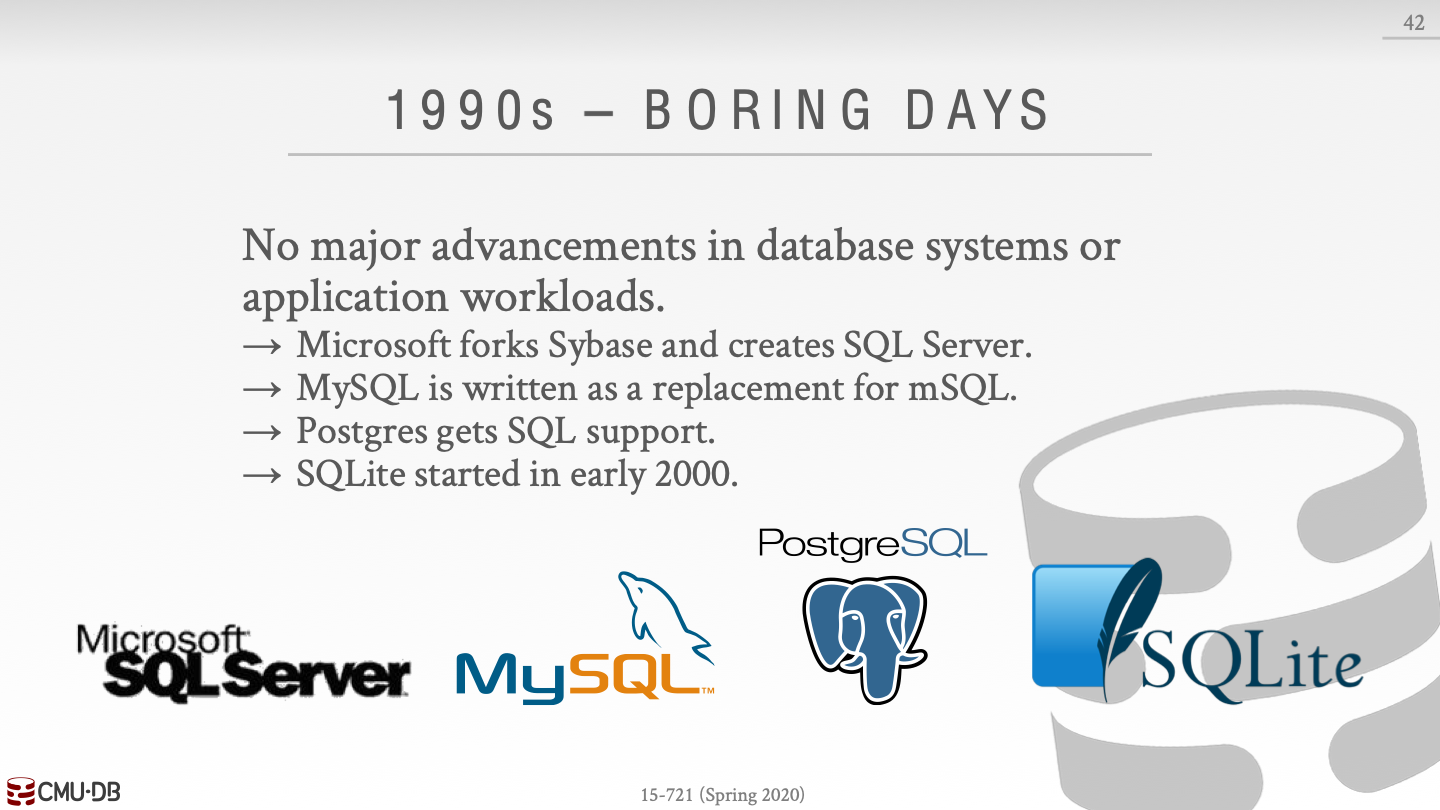 42
1990s – BORING DAYS
No major advancements in database systems or
application workloads.
→ Microsoft forks Sybase and creates SQL Server.
→ MySQL is written as a replacement for mSQL.
→ Postgres gets SQL support.
→ SQLite started in early 2000.
PostgreSQL
Microsoft
SQL Server
MySQL™
SQLite
CMU·DB
15-721 (Spring 2020)